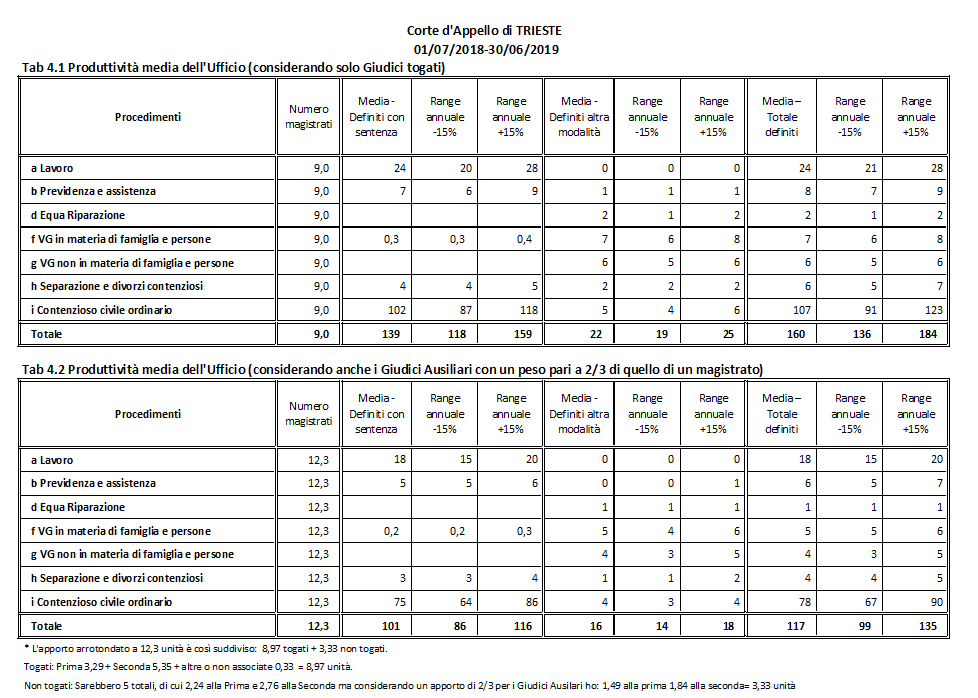 Corte d'Appello di TRIESTE
01/07/2018-30/06/2019
Tab 4.1 Produttività media dell'Ufficio (considerando solo Giudici togati)
Procedimenti | Numero magistrati | Media - Definiti con sentenza | Range annuale -15% | Range annuale +15% | Media - Definiti altra modalità | Range annuale -15% | Range annuale +15% | Media – Totale definiti | Range annuale -15% | Range annuale +15%
a Lavoro | 9,0 | 24 | 20 | 28 | 0 | 0 | 0 | 24 | 21 | 28
b Previdenza e assistenza | 9,0 | 7 | 6 | 9 | 1 | 1 | 1 | 8 | 7 | 9
d Equa Riparazione | 9,0 | | | | 2 | 1 | 2 | 2 | 1 | 2
f VG in materia di famiglia e persone | 9,0 | 0,3 | 0,3 | 0,4 | 7 | 6 | 8 | 7 | 6 | 8
g VG non in materia di famiglia e persone | 9,0 | | | | 6 | 5 | 6 | 6 | 5 | 6
h Separazione e divorzi contenziosi | 9,0 | 4 | 4 | 5 | 2 | 2 | 2 | 6 | 5 | 7
i Contenzioso civile ordinario | 9,0 | 102 | 87 | 118 | 5 | 4 | 6 | 107 | 91 | 123
Totale | 9,0 | 139 | 118 | 159 | 22 | 19 | 25 | 160 | 136 | 184
Tab 4.2 Produttività media dell'Ufficio (considerando anche i Giudici Ausiliari con un peso pari a 2/3 di quello di un magistrato)
Procedimenti | Numero magistrati | Media - Definiti con sentenza | Range annuale -15% | Range annuale +15% | Media - Definiti altra modalità | Range annuale -15% | Range annuale +15% | Media – Totale definiti | Range annuale -15% | Range annuale +15%
a Lavoro | 12,3 | 18 | 15 | 20 | 0 | 0 | 0 | 18 | 15 | 20
b Previdenza e assistenza | 12,3 | 5 | 5 | 6 | 0 | 0 | 1 | 6 | 5 | 7
d Equa Riparazione | 12,3 | | | | 1 | 1 | 1 | 1 | 1 | 1
f VG in materia di famiglia e persone | 12,3 | 0,2 | 0,2 | 0,3 | 5 | 4 | 6 | 5 | 5 | 6
g VG non in materia di famiglia e persone | 12,3 | | | | 4 | 3 | 5 | 4 | 3 | 5
h Separazione e divorzi contenziosi | 12,3 | 3 | 3 | 4 | 1 | 1 | 2 | 4 | 4 | 5
i Contenzioso civile ordinario | 12,3 | 75 | 64 | 86 | 4 | 3 | 4 | 78 | 67 | 90
Totale | 12,3 | 101 | 86 | 116 | 16 | 14 | 18 | 117 | 99 | 135
* L'apporto arrotondato a 12,3 unità è così suddiviso: 8,97 togati + 3,33 non togati.
Togati: Prima 3,29 + Seconda 5,35 + altre o non associate 0,33 = 8,97 unità.
Non togati: Sarebbero 5 totali, di cui 2,24 alla Prima e 2,76 alla Seconda ma considerando un apporto di 2/3 per i Giudici Ausilari ho: 1,49 alla prima 1,84 alla seconda= 3,33 unità